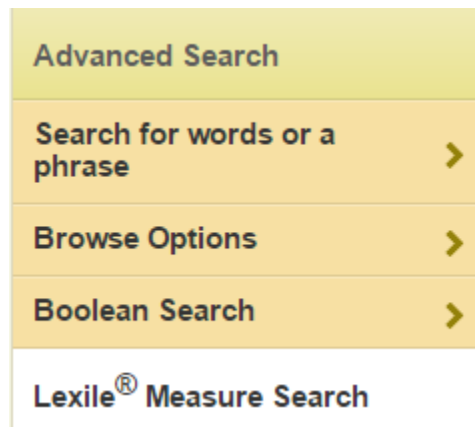 Advanced Search
Search for words or a
phrase
Browse Options
Boolean Search
Lexile® Measure Search